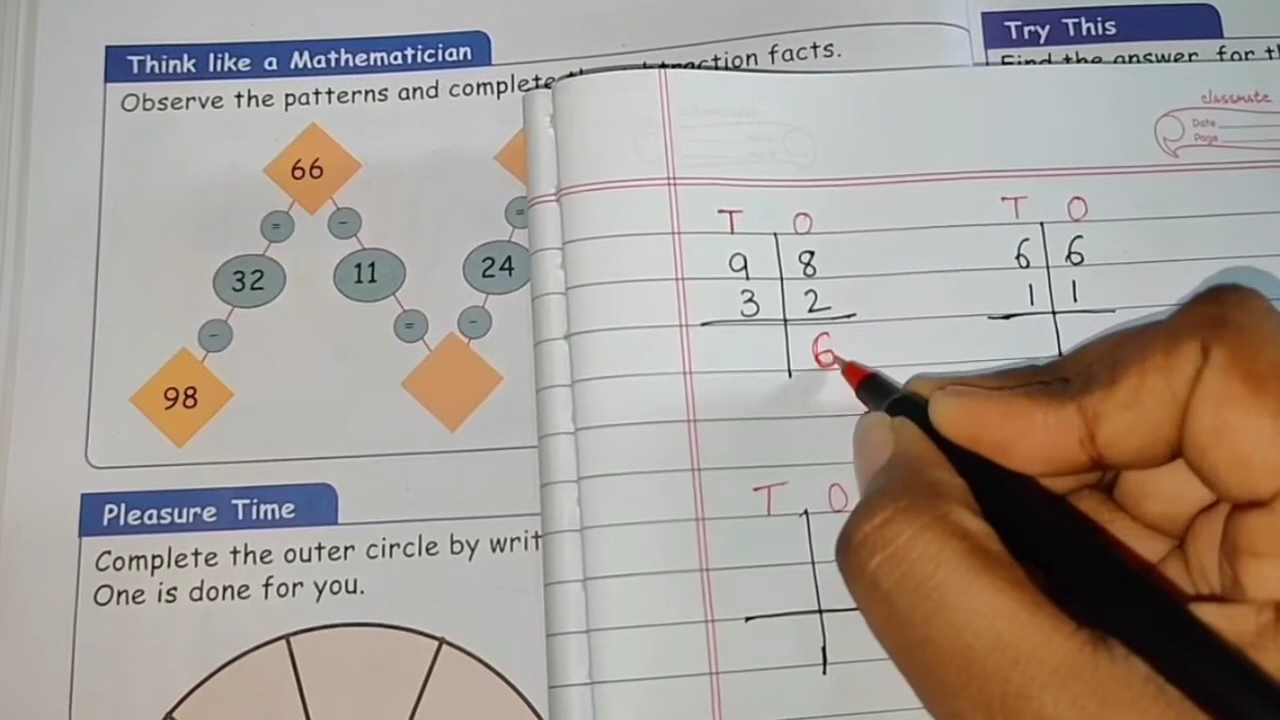 Think like a Mathematician
Observe the patterns and complete
ction facts.
66
= -
32 11 24
- = -
98
=
Pleasure Time
Complete the outer circle by writ
One is done for you.
Try This
Find the answer for th
classmate
Date
Page
T O
9 8
3 2
6
T O
6 6
1 1
T O